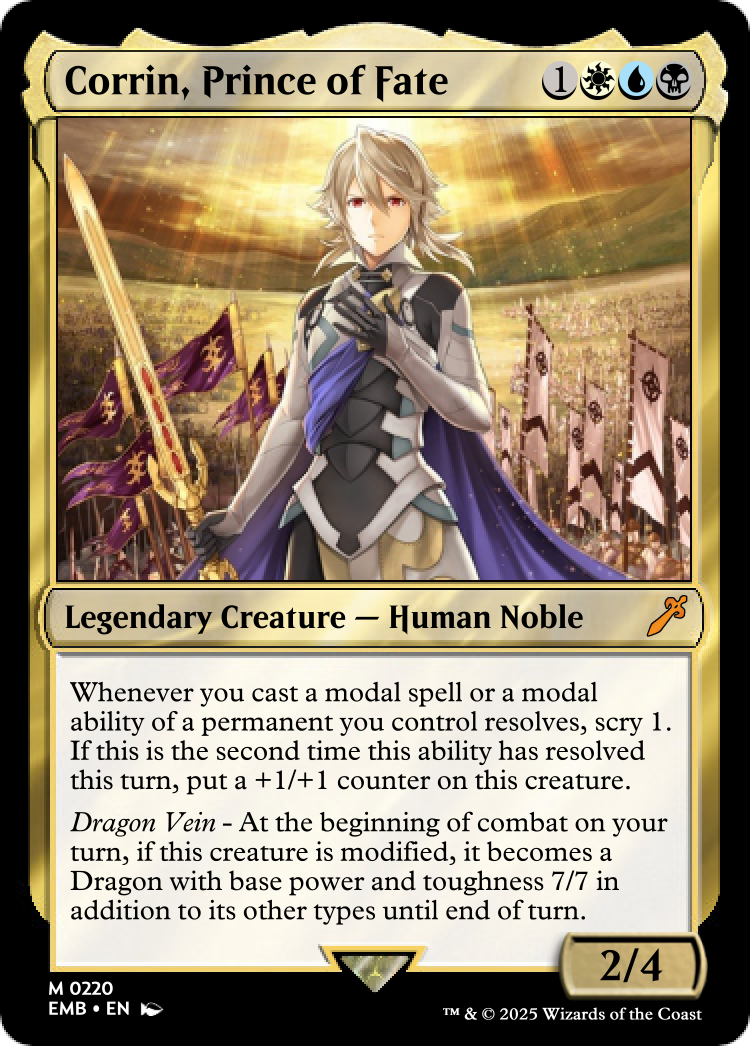 Corrin, Prince of Fate 1
Legendary Creature — Human Noble
Whenever you cast a modal spell or a modal
ability of a permanent you control resolves, scry 1.
If this is the second time this ability has resolved
this turn, put a +1/+1 counter on this creature.
Dragon Vein - At the beginning of combat on your
turn, if this creature is modified, it becomes a
Dragon with base power and toughness 7/7 in
addition to its other types until end of turn.
2/4
M 0220
EMB • EN
™ & © 2025 Wizards of the Coast